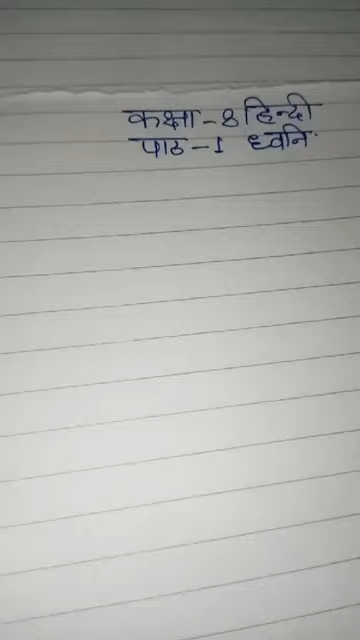 कक्षा - 8 हिन्दी
पाठ - 1 ध्वनि